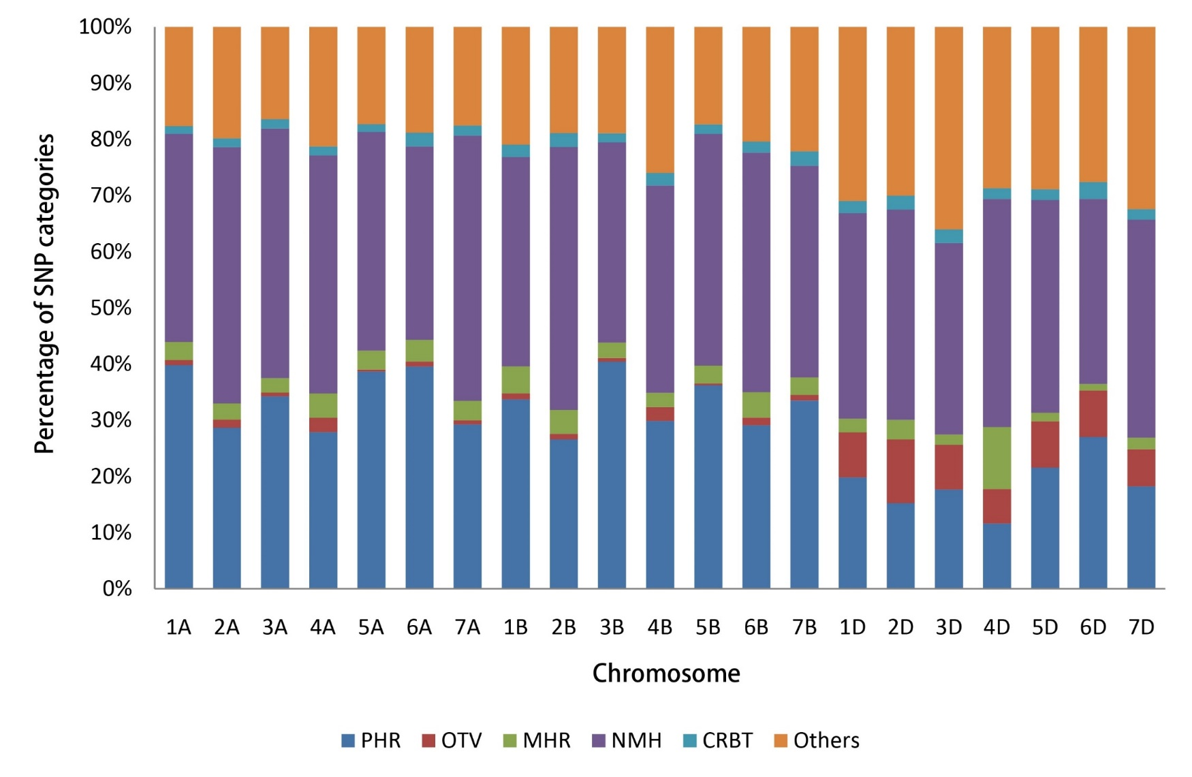 100%
90%
80%
70%
60%
50%
40%
30%
20%
10%
0%
Percentage of SNP categories
1A 2A 3A 4A 5A 6A 7A 1B 2B 3B 4B 5B 6B 7B 1D 2D 3D 4D 5D 6D 7D
Chromosome
PHR OTV MHR NMH CRBT Others